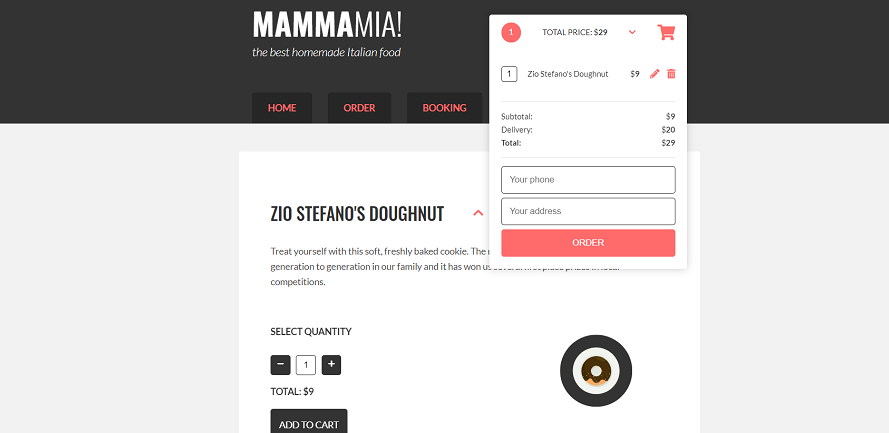 MAMMAMIA!
the best homemade Italian food
HOME
ORDER
BOOKING
1
TOTAL PRICE: $29
1
Zio Stefano's Doughnut
$9
Subtotal:
$9
Delivery:
$20
Total:
$29
Your phone
Your address
ORDER
ZIO STEFANO'S DOUGHNUT
Treat yourself with this soft, freshly baked cookie. The
generation to generation in our family and it has won us
competitions.
SELECT QUANTITY
1
TOTAL: $9
ADD TO CART